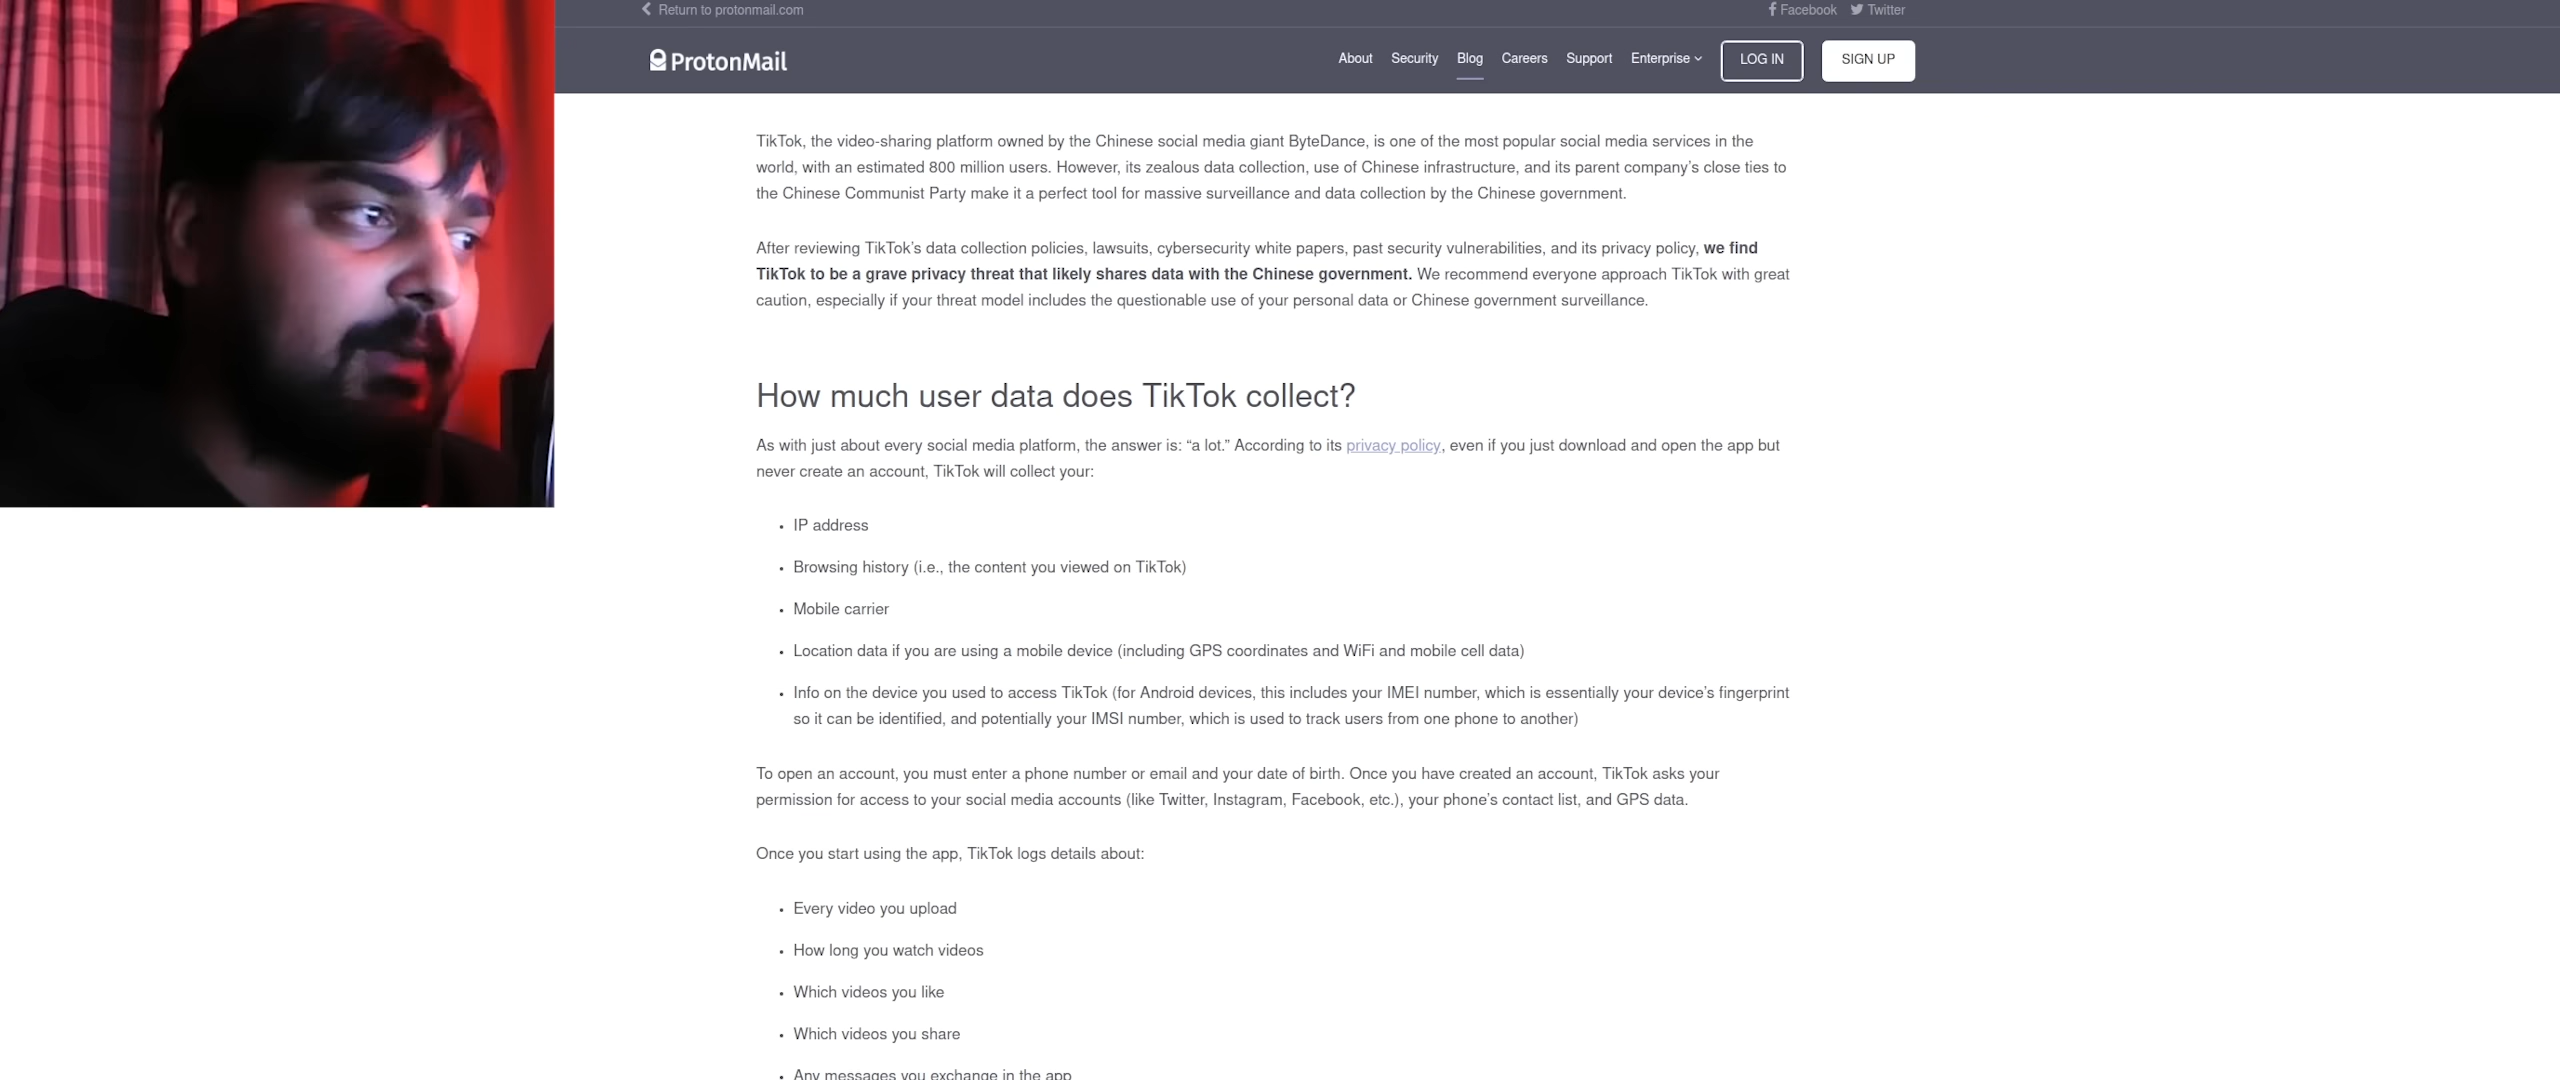 Return to protonmail.com
Facebook Twitter
ProtonMail
About Security Blog Careers Support Enterprise LOG IN SIGN UP
TikTok, the video-sharing platform owned by the Chinese social media giant ByteDance, is one of the most popular social media services in the
world, with an estimated 800 million users. However, its zealous data collection, use of Chinese infrastructure, and its parent company’s close ties to
the Chinese Communist Party make it a perfect tool for massive surveillance and data collection by the Chinese government.
After reviewing TikTok’s data collection policies, lawsuits, cybersecurity white papers, past security vulnerabilities, and its privacy policy, we find
TikTok to be a grave privacy threat that likely shares data with the Chinese government. We recommend everyone approach TikTok with great
caution, especially if your threat model includes the questionable use of your personal data or Chinese government surveillance.
How much user data does TikTok collect?
As with just about every social media platform, the answer is: “a lot.” According to its privacy policy, even if you just download and open the app but
never create an account, TikTok will collect your:
• IP address
• Browsing history (i.e., the content you viewed on TikTok)
• Mobile carrier
• Location data if you are using a mobile device (including GPS coordinates and WiFi and mobile cell data)
• Info on the device you used to access TikTok (for Android devices, this includes your IMEI number, which is essentially your device’s fingerprint
so it can be identified, and potentially your IMSI number, which is used to track users from one phone to another)
To open an account, you must enter a phone number or email and your date of birth. Once you have created an account, TikTok asks your
permission for access to your social media accounts (like Twitter, Instagram, Facebook, etc.), your phone’s contact list, and GPS data.
Once you start using the app, TikTok logs details about:
• Every video you upload
• How long you watch videos
• Which videos you like
• Which videos you share
• Any messages you exchange in the app